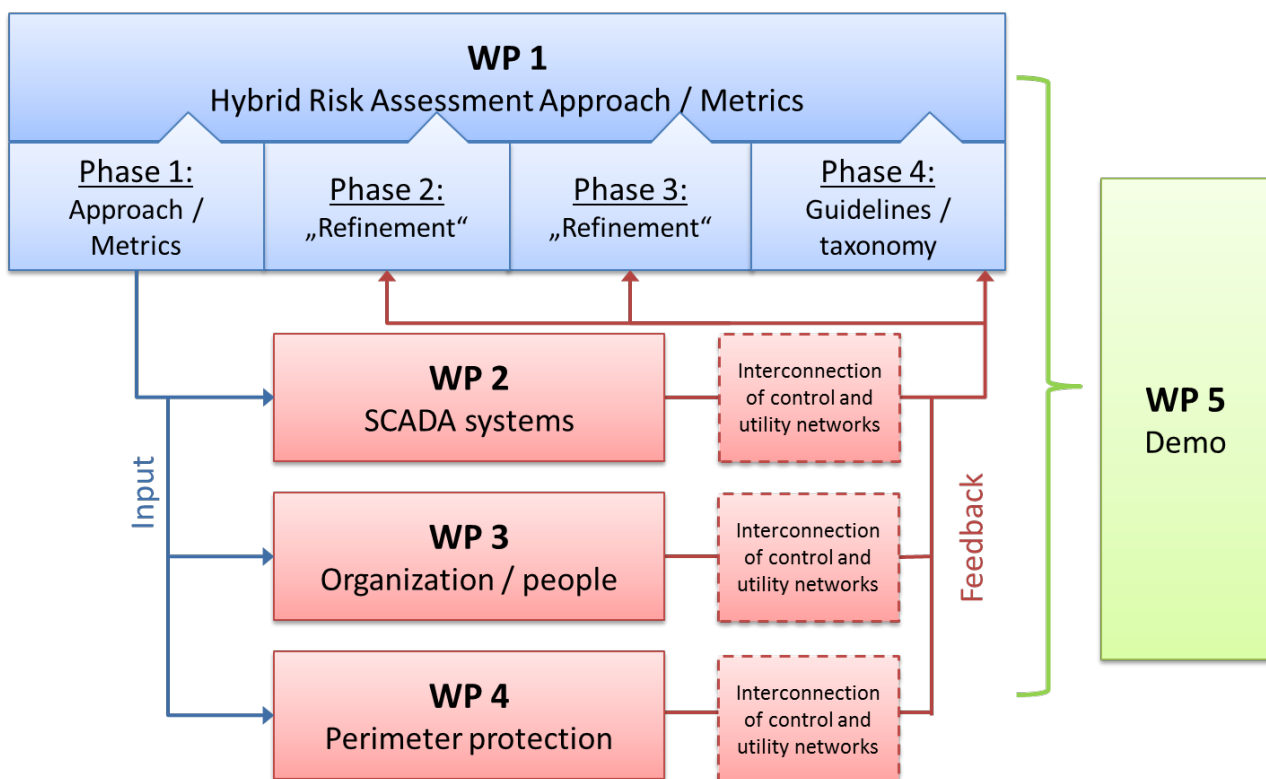 WP 1
Hybrid Risk Assessment Approach / Metrics
Phase 1:
Approach /
Metrics
Phase 2:
„Refinement“
Phase 3:
„Refinement“
Phase 4:
Guidelines /
taxonomy
Input
WP 2
SCADA systems
Interconnection
of control and
utility networks
WP 3
Organization / people
Interconnection
of control and
utility networks
WP 4
Perimeter protection
Interconnection
of control and
utility networks
Feedback
WP 5
Demo